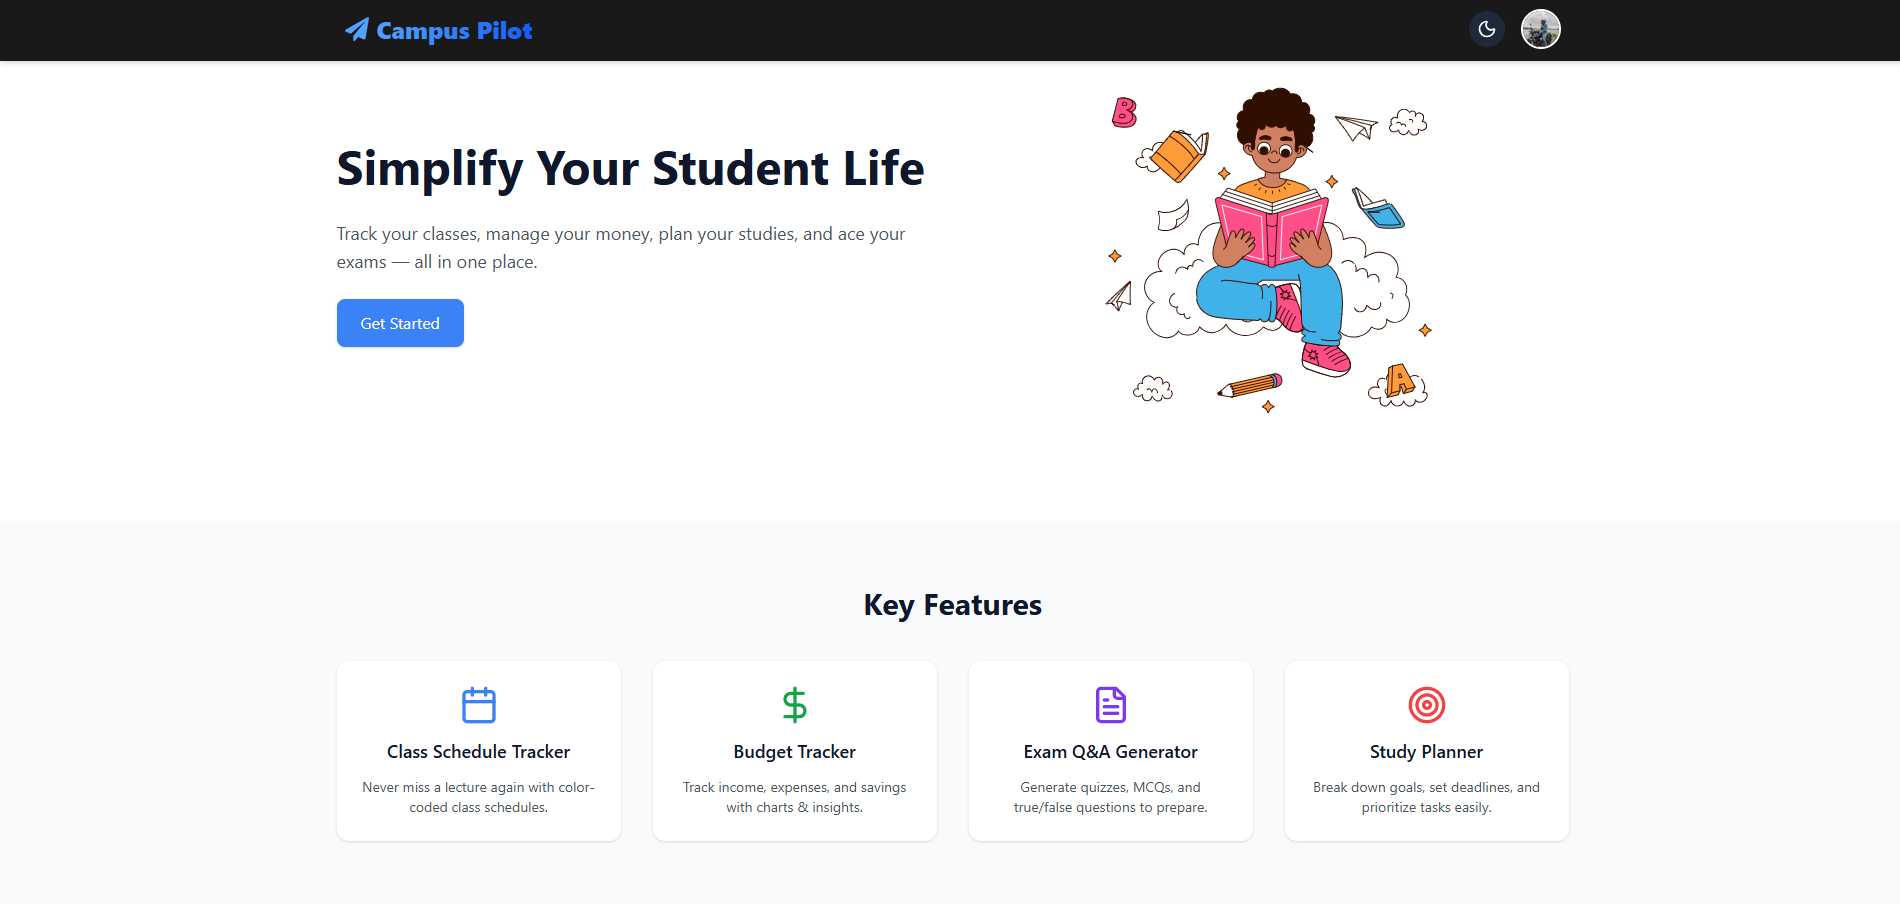 Campus Pilot
B
Simplify Your Student Life
Track your classes, manage your money, plan your studies, and ace your
exams — all in one place.
Get Started
A
Key Features
Class Schedule Tracker
Never miss a lecture again with color-
coded class schedules.
Budget Tracker
Track income, expenses, and savings
with charts & insights.
Exam Q&A Generator
Generate quizzes, MCQs, and
true/false questions to prepare.
Study Planner
Break down goals, set deadlines, and
prioritize tasks easily.